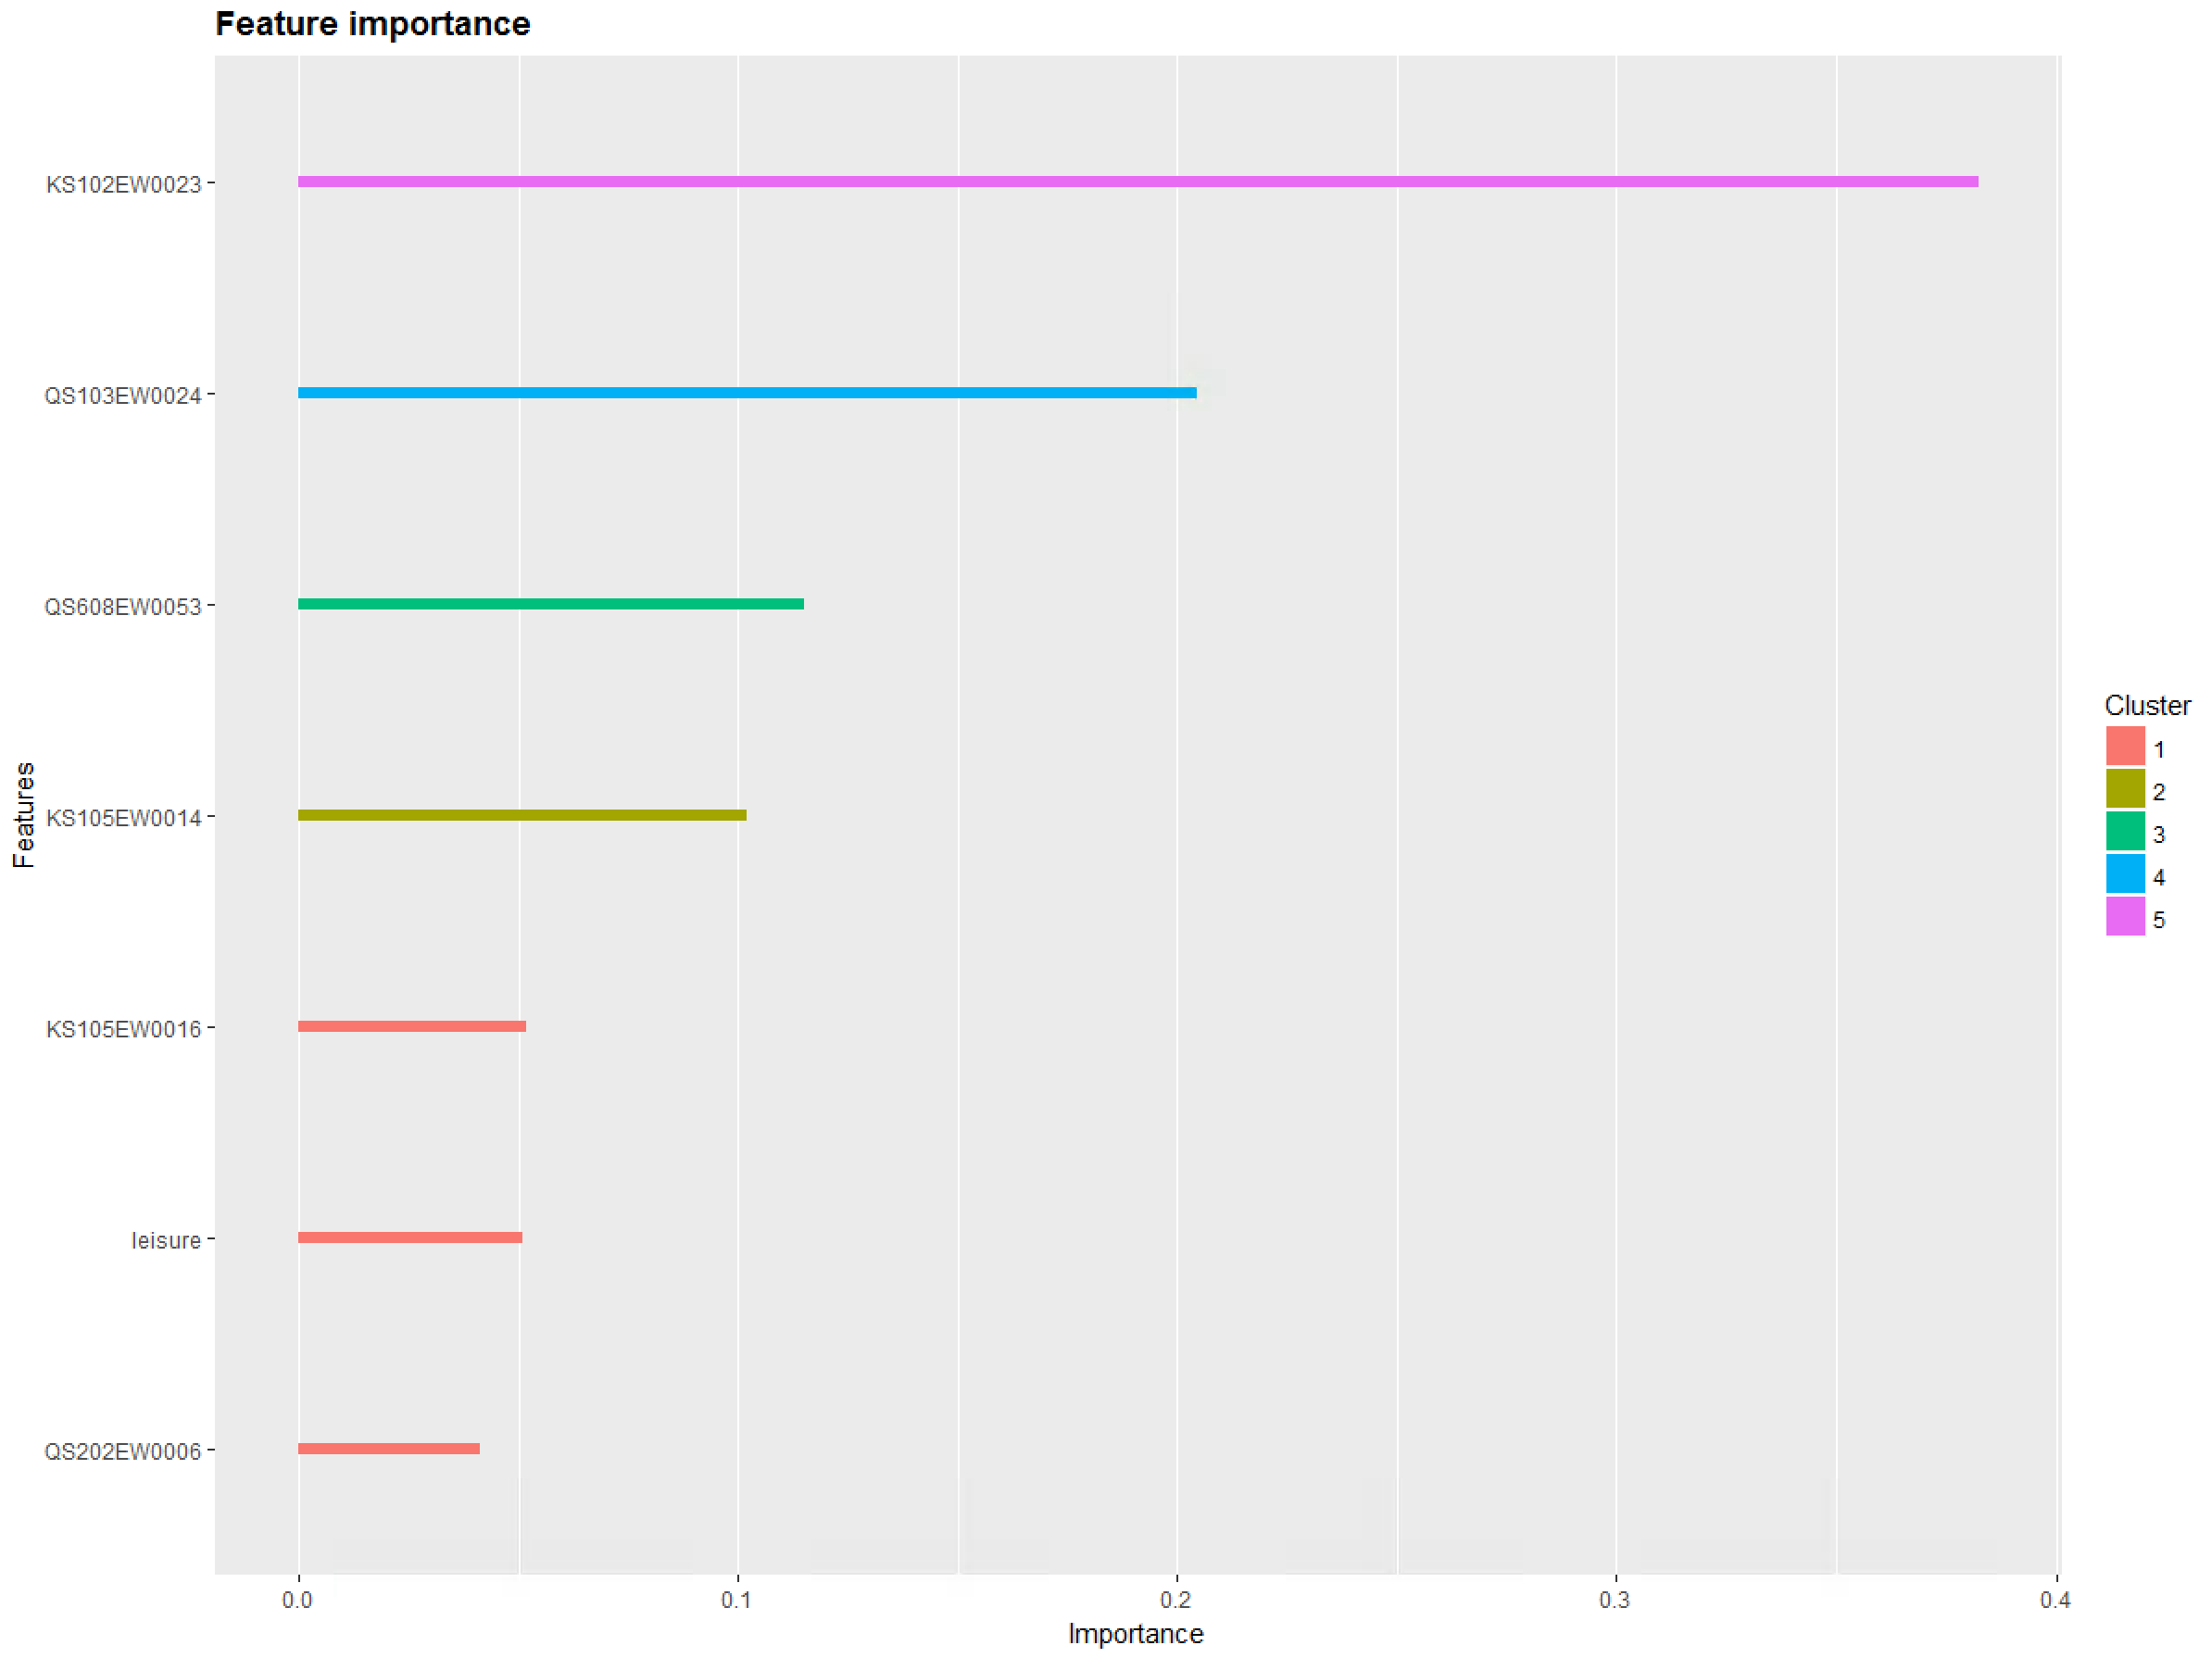 Feature importance
KS102EW0023
QS103EW0024
QS608EW0053
KS105EW0014
KS105EW0016
leisure
QS202EW0006
Features
0.0 0.1 0.2 0.3 0.4
Importance
Cluster
1
2
3
4
5